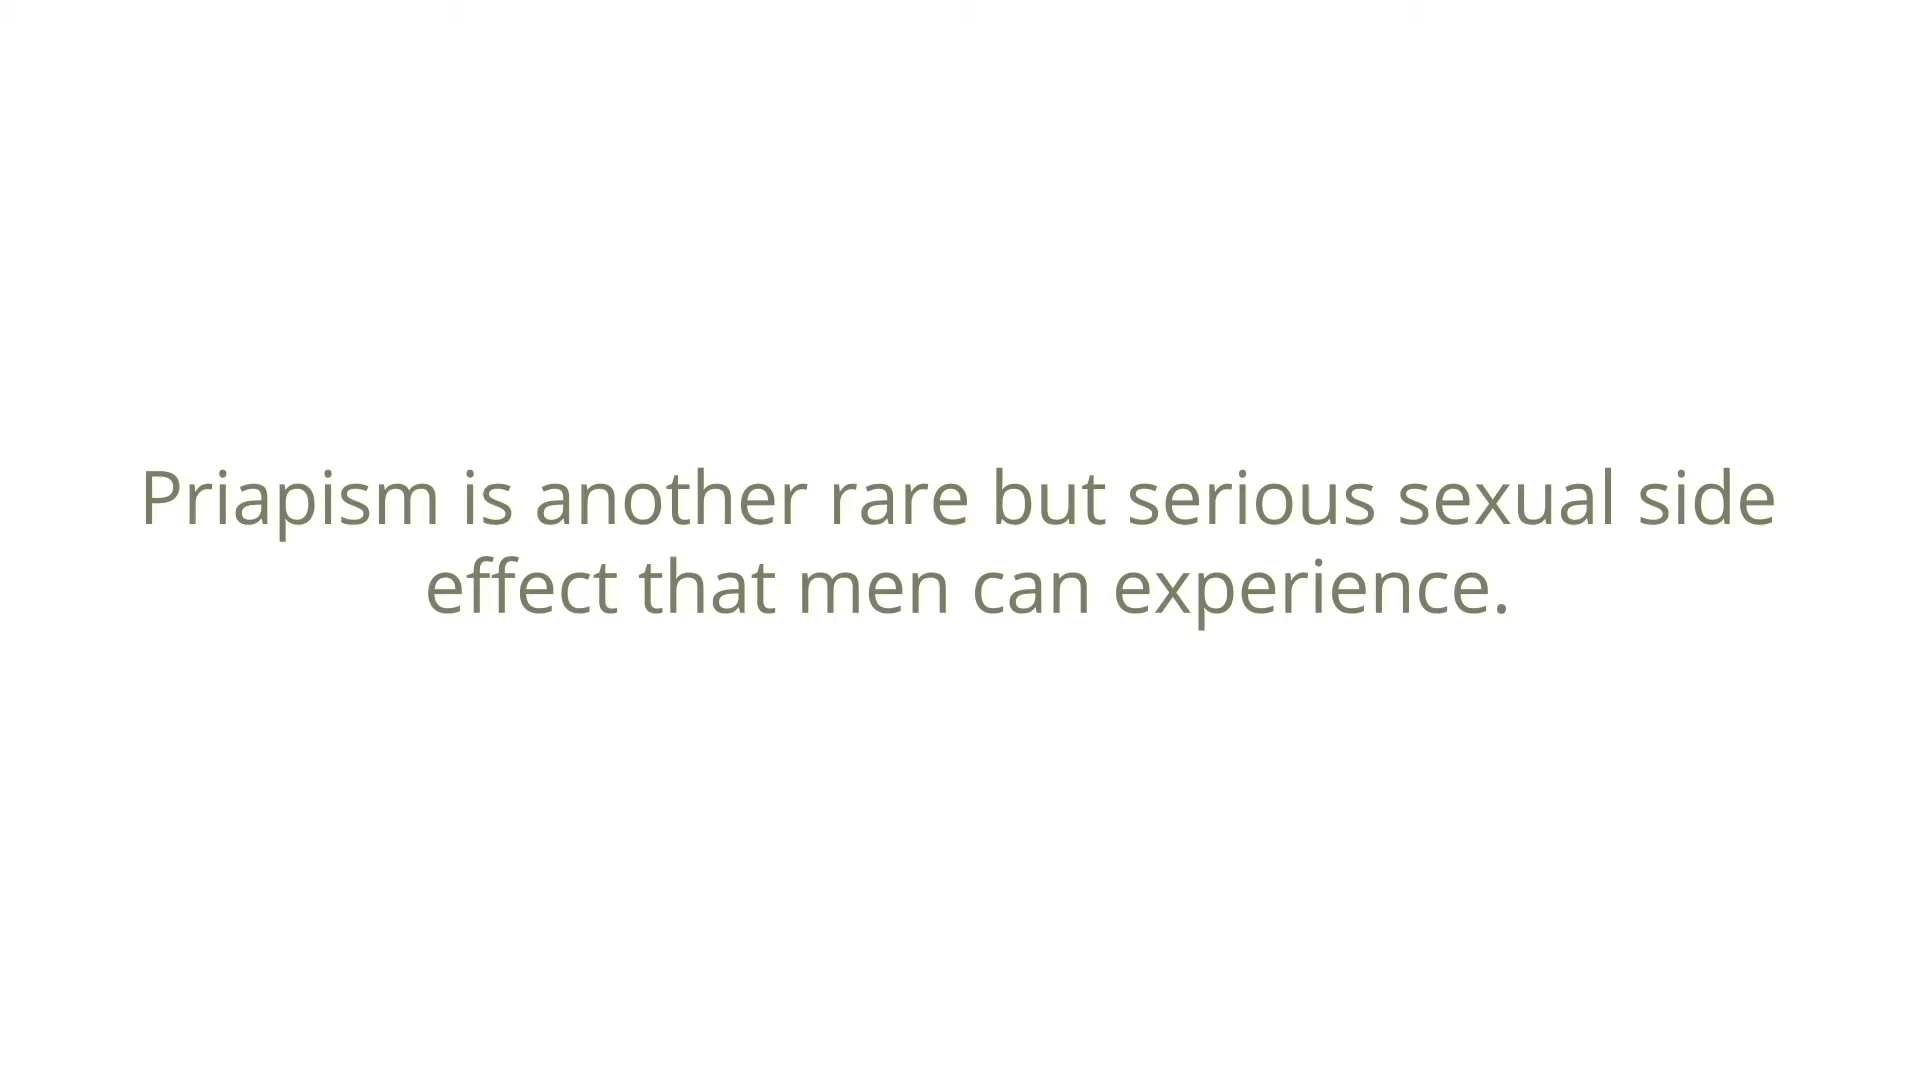 Priapism is another rare but serious sexual side
effect that men can experience.